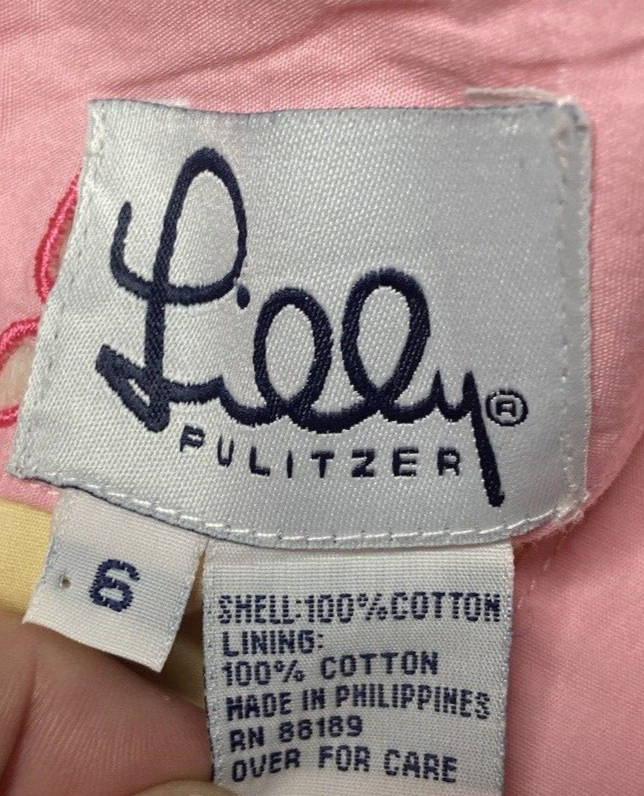 Lilly®
PULITZER
6
SHELL:100%COTTON
LINING:
100% COTTON
MADE IN PHILIPPINES
RN 88189
OVER FOR CARE